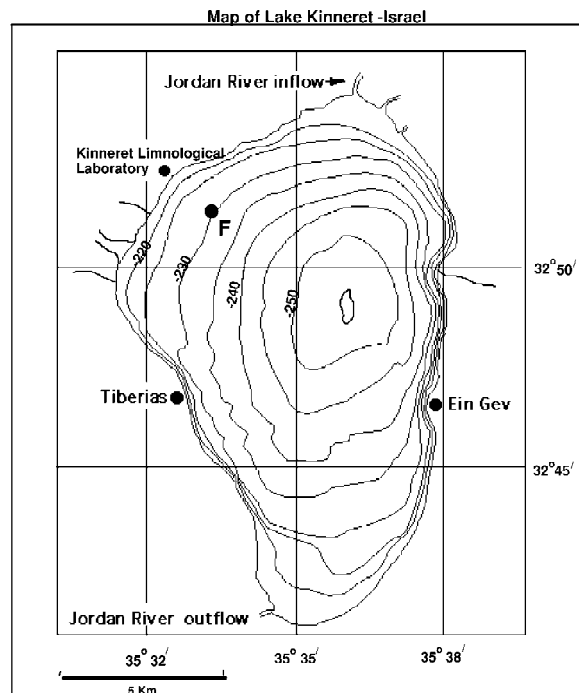 Map of Lake Kinneret -Israel
Jordan River inflow
Kinneret Limnological
Laboratory
F
-220
-230
-240
-250
32° 50/
Tiberias
Ein Gev
32° 45/
Jordan River outflow
35° 32/
35° 35/
35° 38/
5 Km